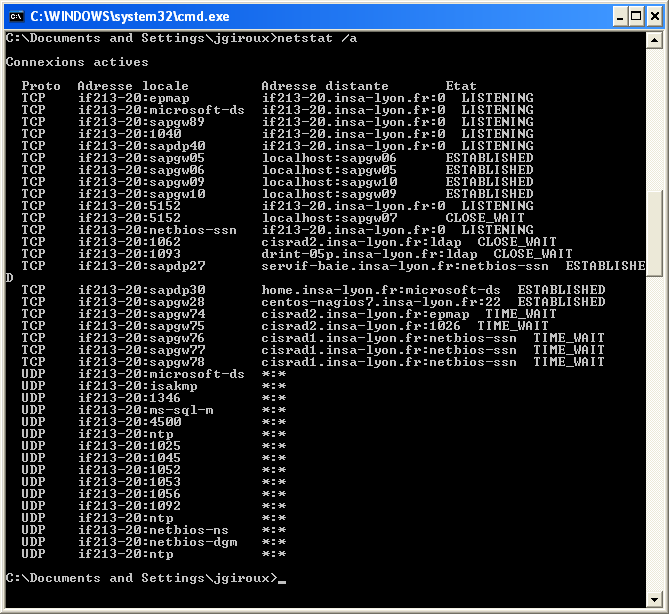 C:\WINDOWS\system32\cmd.exe
C:\Documents and Settings\jgiroux>netstat /a
Connexions actives
Proto  Adresse locale         Adresse distante       Etat
TCP    if213-20:epmap         if213-20.insa-lyon.fr:0  LISTENING
TCP    if213-20:microsoft-ds  if213-20.insa-lyon.fr:0  LISTENING
TCP    if213-20:sapgw89       if213-20.insa-lyon.fr:0  LISTENING
TCP    if213-20:1040          if213-20.insa-lyon.fr:0  LISTENING
TCP    if213-20:sapdp40       if213-20.insa-lyon.fr:0  LISTENING
TCP    if213-20:sapgw05       localhost:sapgw06      ESTABLISHED
TCP    if213-20:sapgw06       localhost:sapgw05      ESTABLISHED
TCP    if213-20:sapgw09       localhost:sapgw10      ESTABLISHED
TCP    if213-20:sapgw10       localhost:sapgw09      ESTABLISHED
TCP    if213-20:5152          if213-20.insa-lyon.fr:0  LISTENING
TCP    if213-20:5152          localhost:sapgw07      CLOSE_WAIT
TCP    if213-20:netbios-ssn   if213-20.insa-lyon.fr:0  LISTENING
TCP    if213-20:1062          cisrad2.insa-lyon.fr:ldap  CLOSE_WAIT
TCP    if213-20:1093          drint-05p.insa-lyon.fr:ldap  CLOSE_WAIT
TCP    if213-20:sapdp27       servif-baie.insa-lyon.fr:netbios-ssn  ESTABLISHE
D
TCP    if213-20:sapdp30       home.insa-lyon.fr:microsoft-ds  ESTABLISHED
TCP    if213-20:sapgw28       centos-nagios7.insa-lyon.fr:22  ESTABLISHED
TCP    if213-20:sapgw74       cisrad2.insa-lyon.fr:epmap  TIME_WAIT
TCP    if213-20:sapgw75       cisrad2.insa-lyon.fr:1026  TIME_WAIT
TCP    if213-20:sapgw76       cisrad1.insa-lyon.fr:netbios-ssn  TIME_WAIT
TCP    if213-20:sapgw77       cisrad1.insa-lyon.fr:netbios-ssn  TIME_WAIT
TCP    if213-20:sapgw78       cisrad1.insa-lyon.fr:netbios-ssn  TIME_WAIT
UDP    if213-20:microsoft-ds  *:*
UDP    if213-20:isakmp        *:*
UDP    if213-20:1346          *:*
UDP    if213-20:ms-sql-m      *:*
UDP    if213-20:4500          *:*
UDP    if213-20:ntp           *:*
UDP    if213-20:1025          *:*
UDP    if213-20:1045          *:*
UDP    if213-20:1052          *:*
UDP    if213-20:1053          *:*
UDP    if213-20:1056          *:*
UDP    if213-20:1092          *:*
UDP    if213-20:ntp           *:*
UDP    if213-20:netbios-ns    *:*
UDP    if213-20:netbios-dgm   *:*
UDP    if213-20:ntp           *:*
C:\Documents and Settings\jgiroux>_